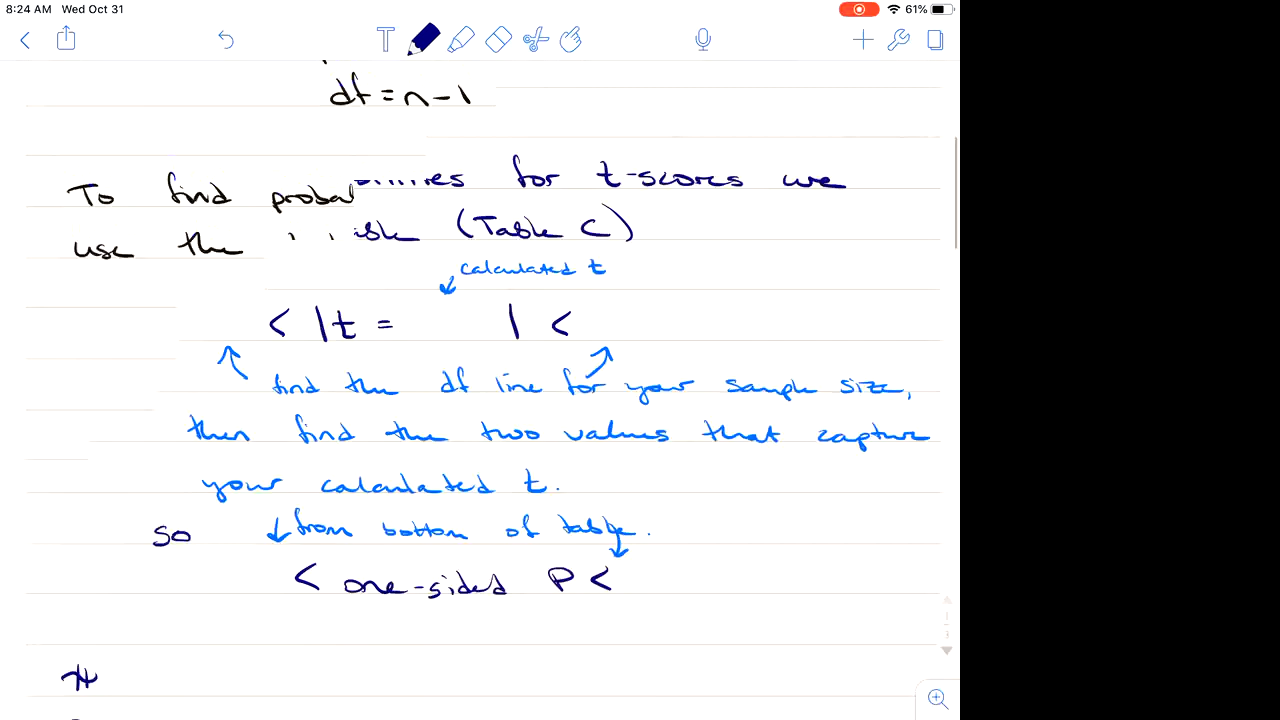 8:24 AM Wed Oct 31
61%
T
df = n - 1
To find for t-scores we
use the (Table C)
calculated t
< | t = | <
find the df line for your sample size,
then find the two values that capture
your calculated t.
so from bottom of table.
< one-sided P <
*